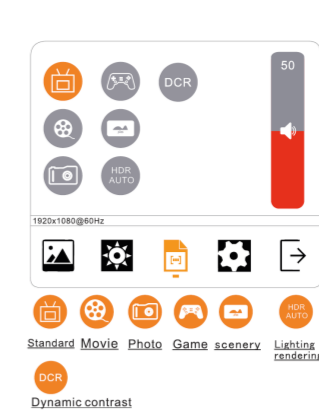 50
DCR
HDR
AUTO
1920x1080@60Hz
HDR
AUTO
Standard Movie Photo Game scenery Lighting
rendering
DCR
Dynamic contrast